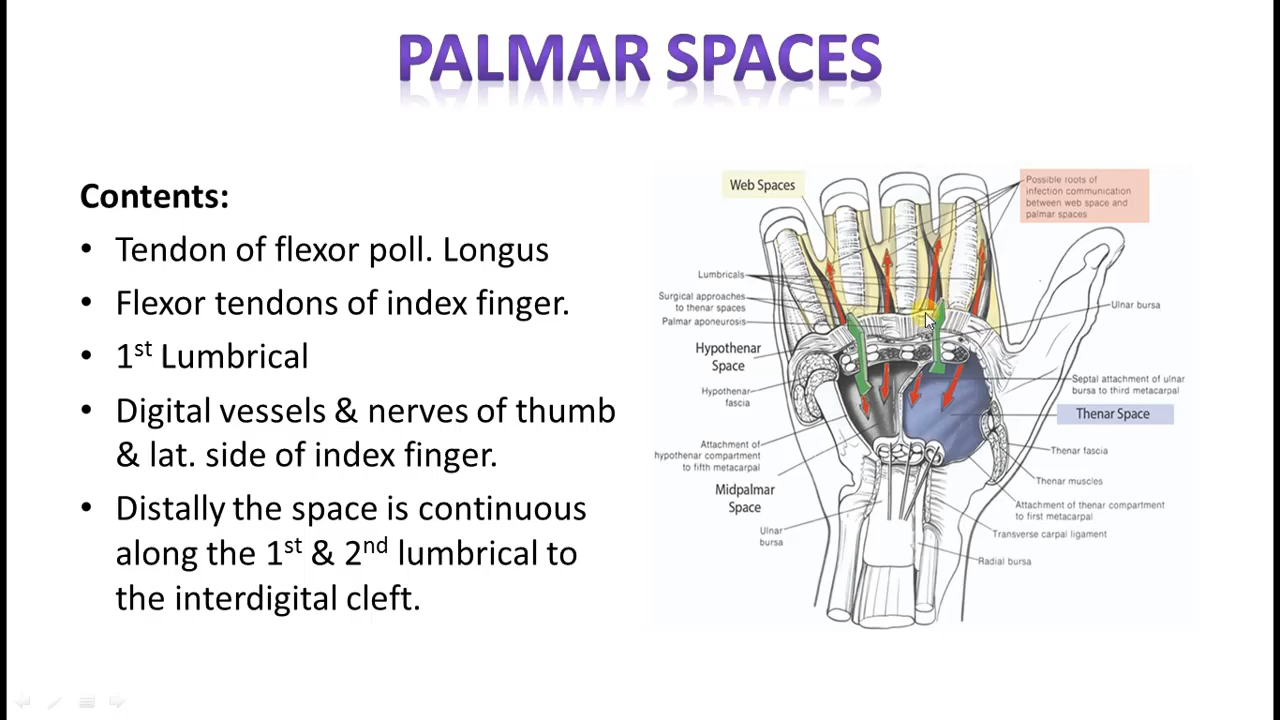 PALMAR SPACES
Contents:
• Tendon of flexor poll. Longus
• Flexor tendons of index finger.
• 1st Lumbrical
• Digital vessels & nerves of thumb
& lat. side of index finger.
• Distally the space is continuous
along the 1st & 2nd lumbrical to
the interdigital cleft.
Web Spaces
Possible roots of
infection communication
between web space and
palmar spaces
Lumbricals
Surgical approaches
to thenar spaces
Palmar aponeurosis
Hypothenar
Space
Hypothenar
fascia
Attachment of
hypothenar compartment
to fifth metacarpal
Midpalmar
Space
Ulnar
bursa
Ulnar bursa
Septal attachment of ulnar
bursa to third metacarpal
Thenar Space
Thenar fascia
Thenar muscles
Attachment of thenar compartment
to first metacarpal
Transverse carpal ligament
Radial bursa